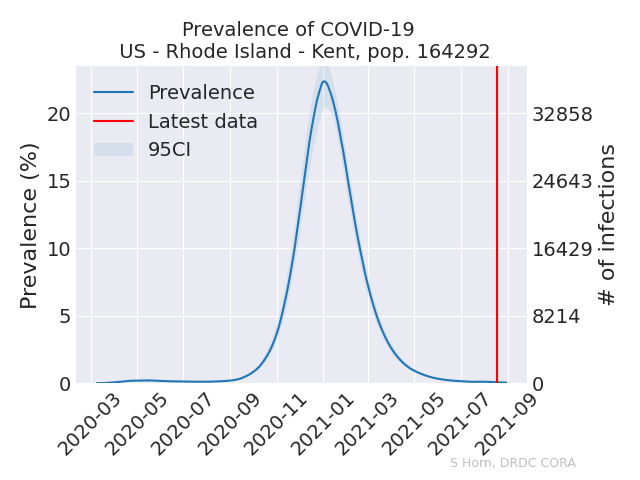 Prevalence of COVID-19
US - Rhode Island - Kent, pop. 164292
Prevalence
Latest data
95CI
Prevalence (%)
20
15
10
5
0
32858
24643
16429
8214
0
# of infections
2020-03
2020-05
2020-07
2020-09
2020-11
2021-01
2021-03
2021-05
2021-07
2021-09
S Horn, DRDC CORA